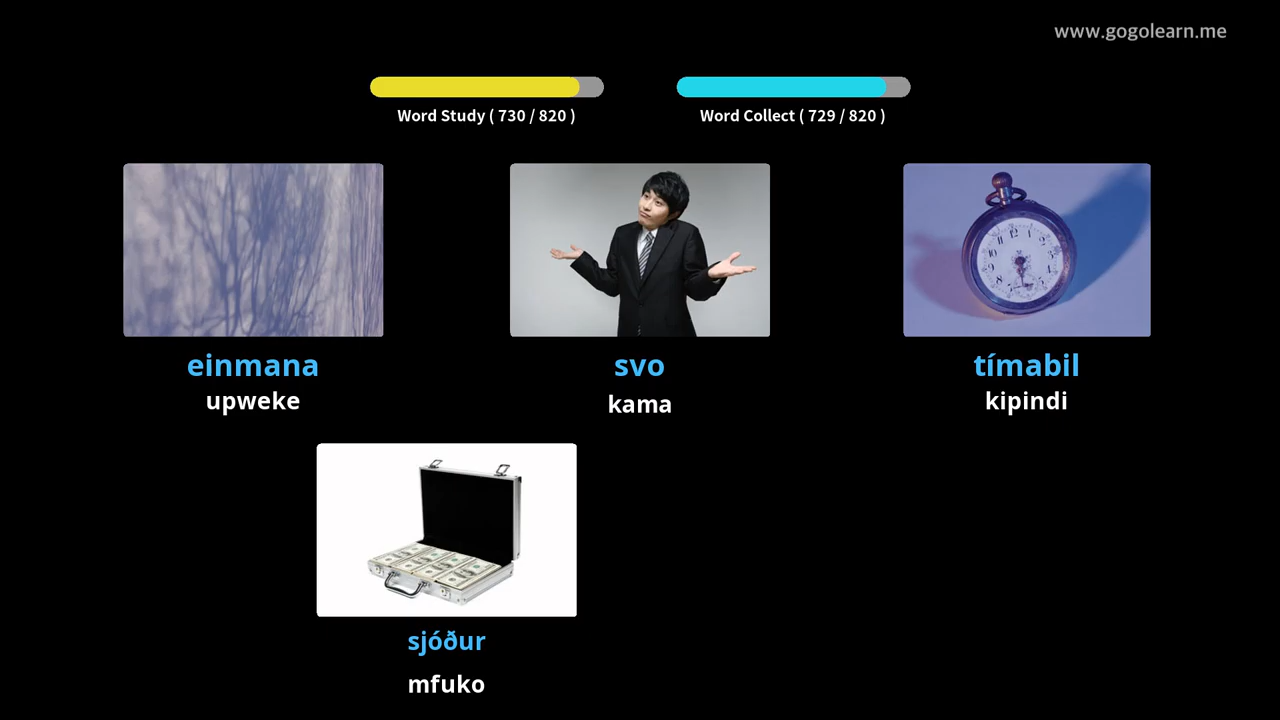 www.gogolearn.me
Word Study ( 730 / 820 )
Word Collect ( 729 / 820 )
einmana
upweke
svo
kama
tímabil
kipindi
sjóður
mfuko